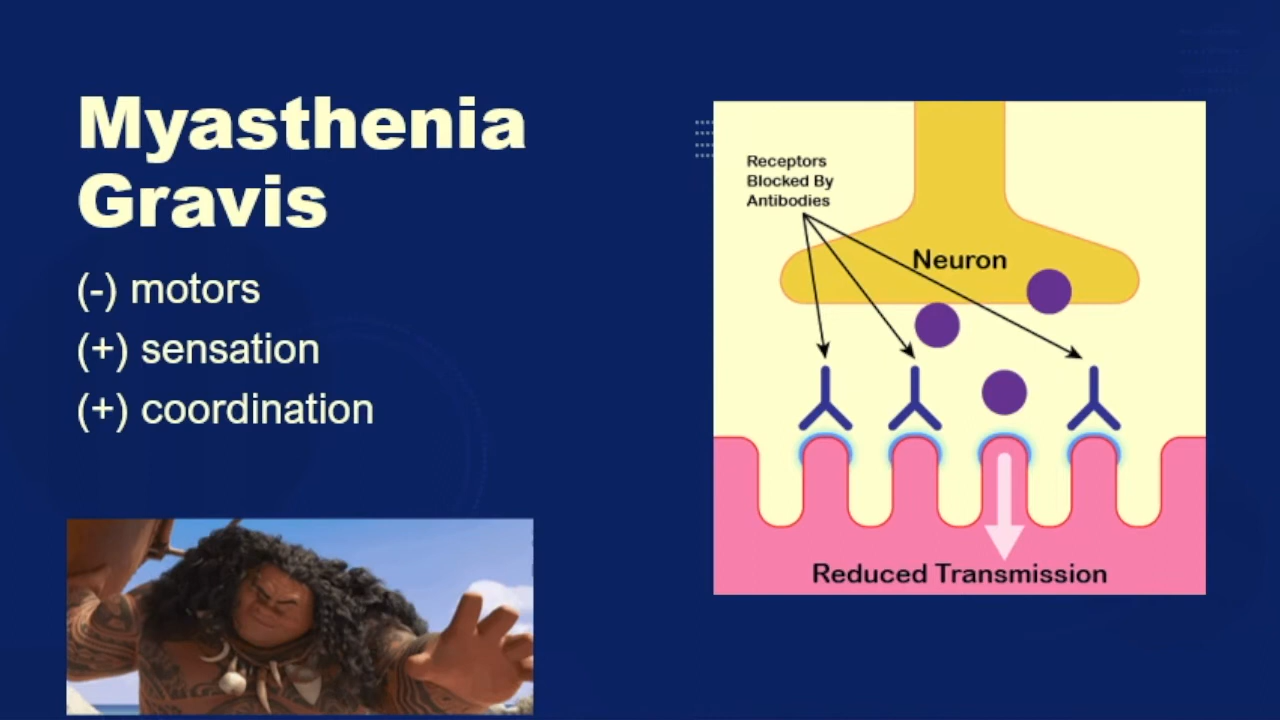 Myasthenia
Gravis
(-) motors
(+) sensation
(+) coordination
Receptors
Blocked By
Antibodies
Neuron
Reduced Transmission